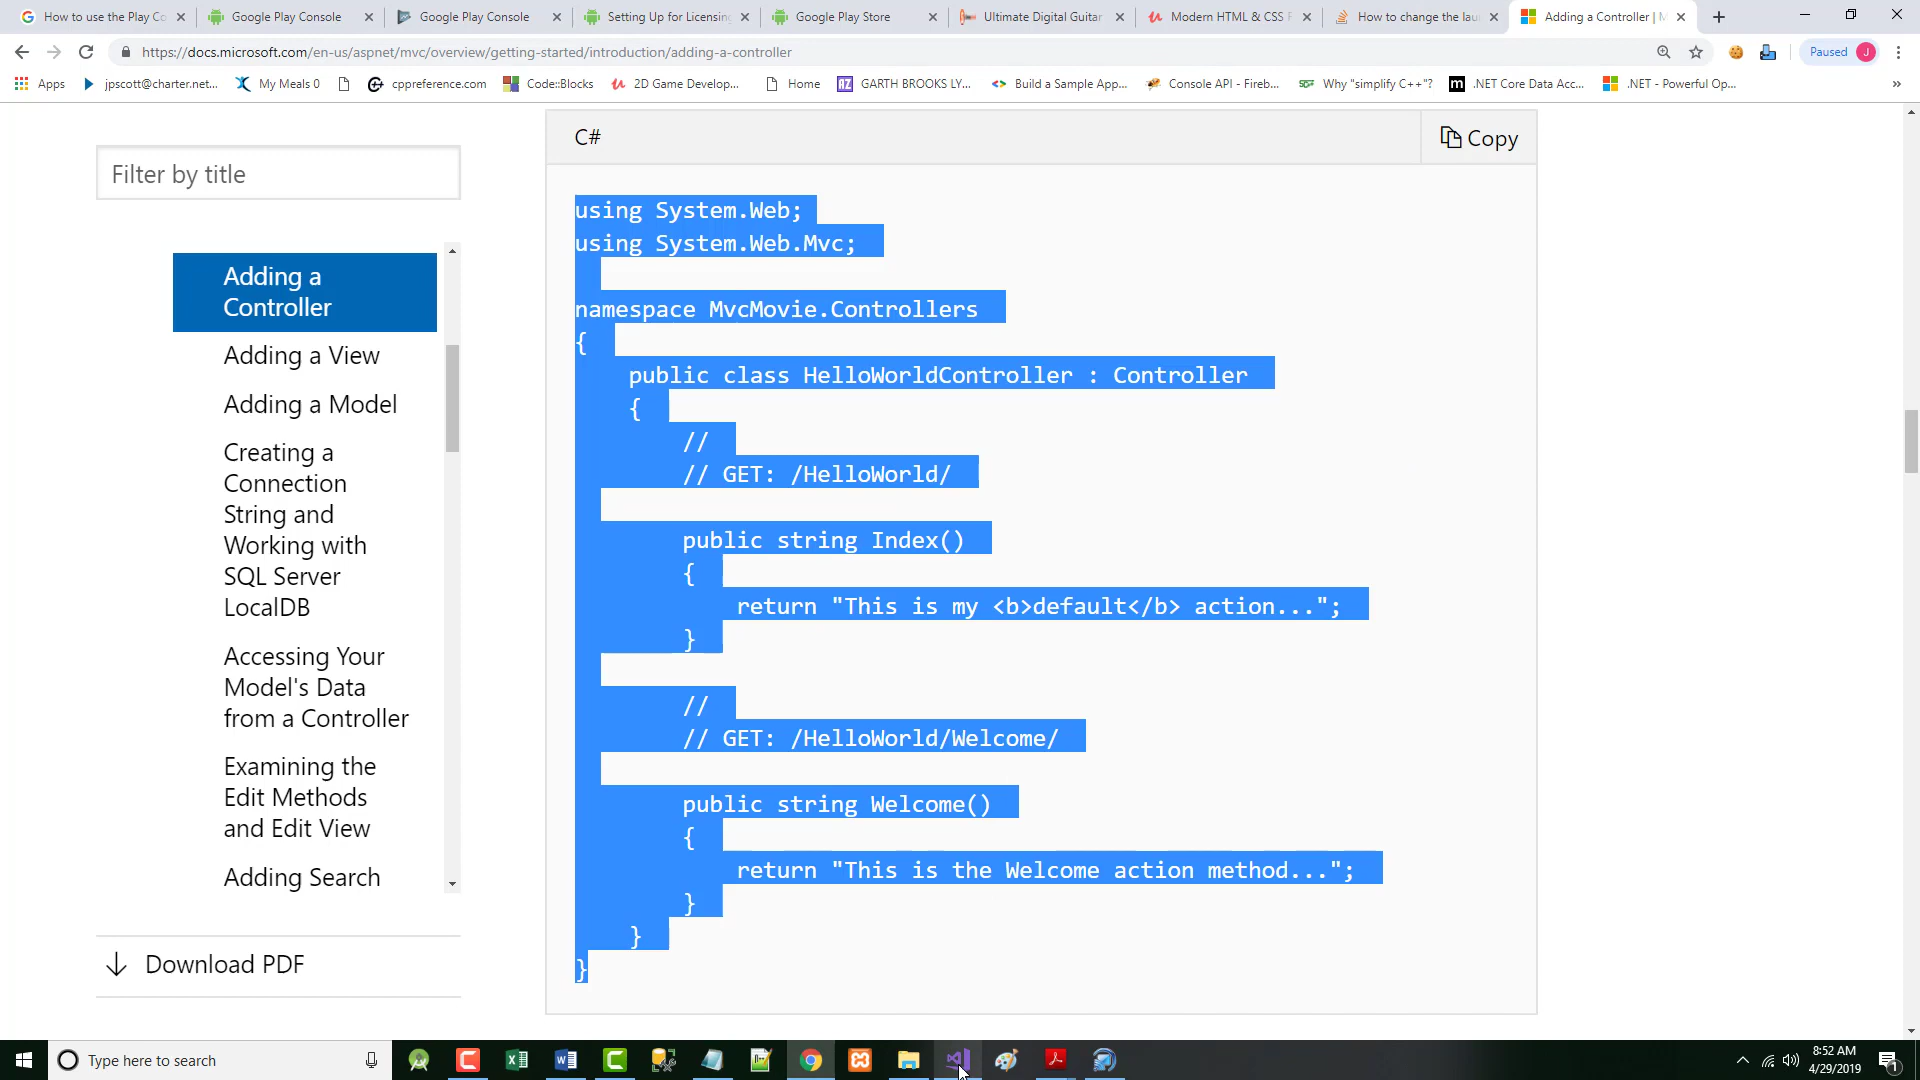 How to use the Play Co
Google Play Console
Google Play Console
Setting Up for Licensing
Google Play Store
Ultimate Digital Guitar
Modern HTML & CSS F
How to change the lau
Adding a Controller | M
https://docs.microsoft.com/en-us/aspnet/mvc/overview/getting-started/introduction/adding-a-controller
Paused J
Apps
jpscott@charter.net...
My Meals 0
cppreference.com
Code::Blocks
2D Game Develop...
Home
AZ GARTH BROOKS LY...
Build a Sample App...
Console API - Fireb...
Why "simplify C++"?
m .NET Core Data Acc...
.NET - Powerful Op...
»
Filter by title
Adding a
Controller
Adding a View
Adding a Model
Creating a
Connection
String and
Working with
SQL Server
LocalDB
Accessing Your
Model's Data
from a Controller
Examining the
Edit Methods
and Edit View
Adding Search
Download PDF
C#
Copy
using System.Web;
using System.Web.Mvc;
namespace MvcMovie.Controllers
{
public class HelloWorldController : Controller
{
//
// GET: /HelloWorld/
public string Index()
{
return "This is my <b>default</b> action...";
}
//
// GET: /HelloWorld/Welcome/
public string Welcome()
{
return "This is the Welcome action method...";
}
}
}
Type here to search
8:52 AM
4/29/2019
1